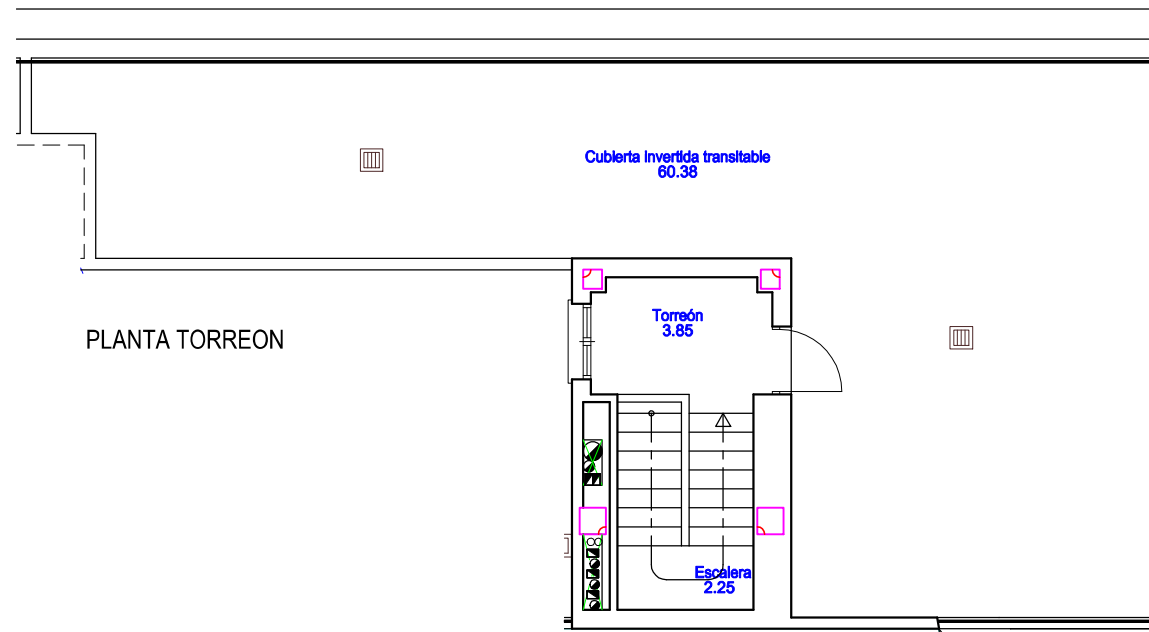 Cubierta invertida transitable
60.38
Torreón
3.85
PLANTA TORREON
Escalera
2.25